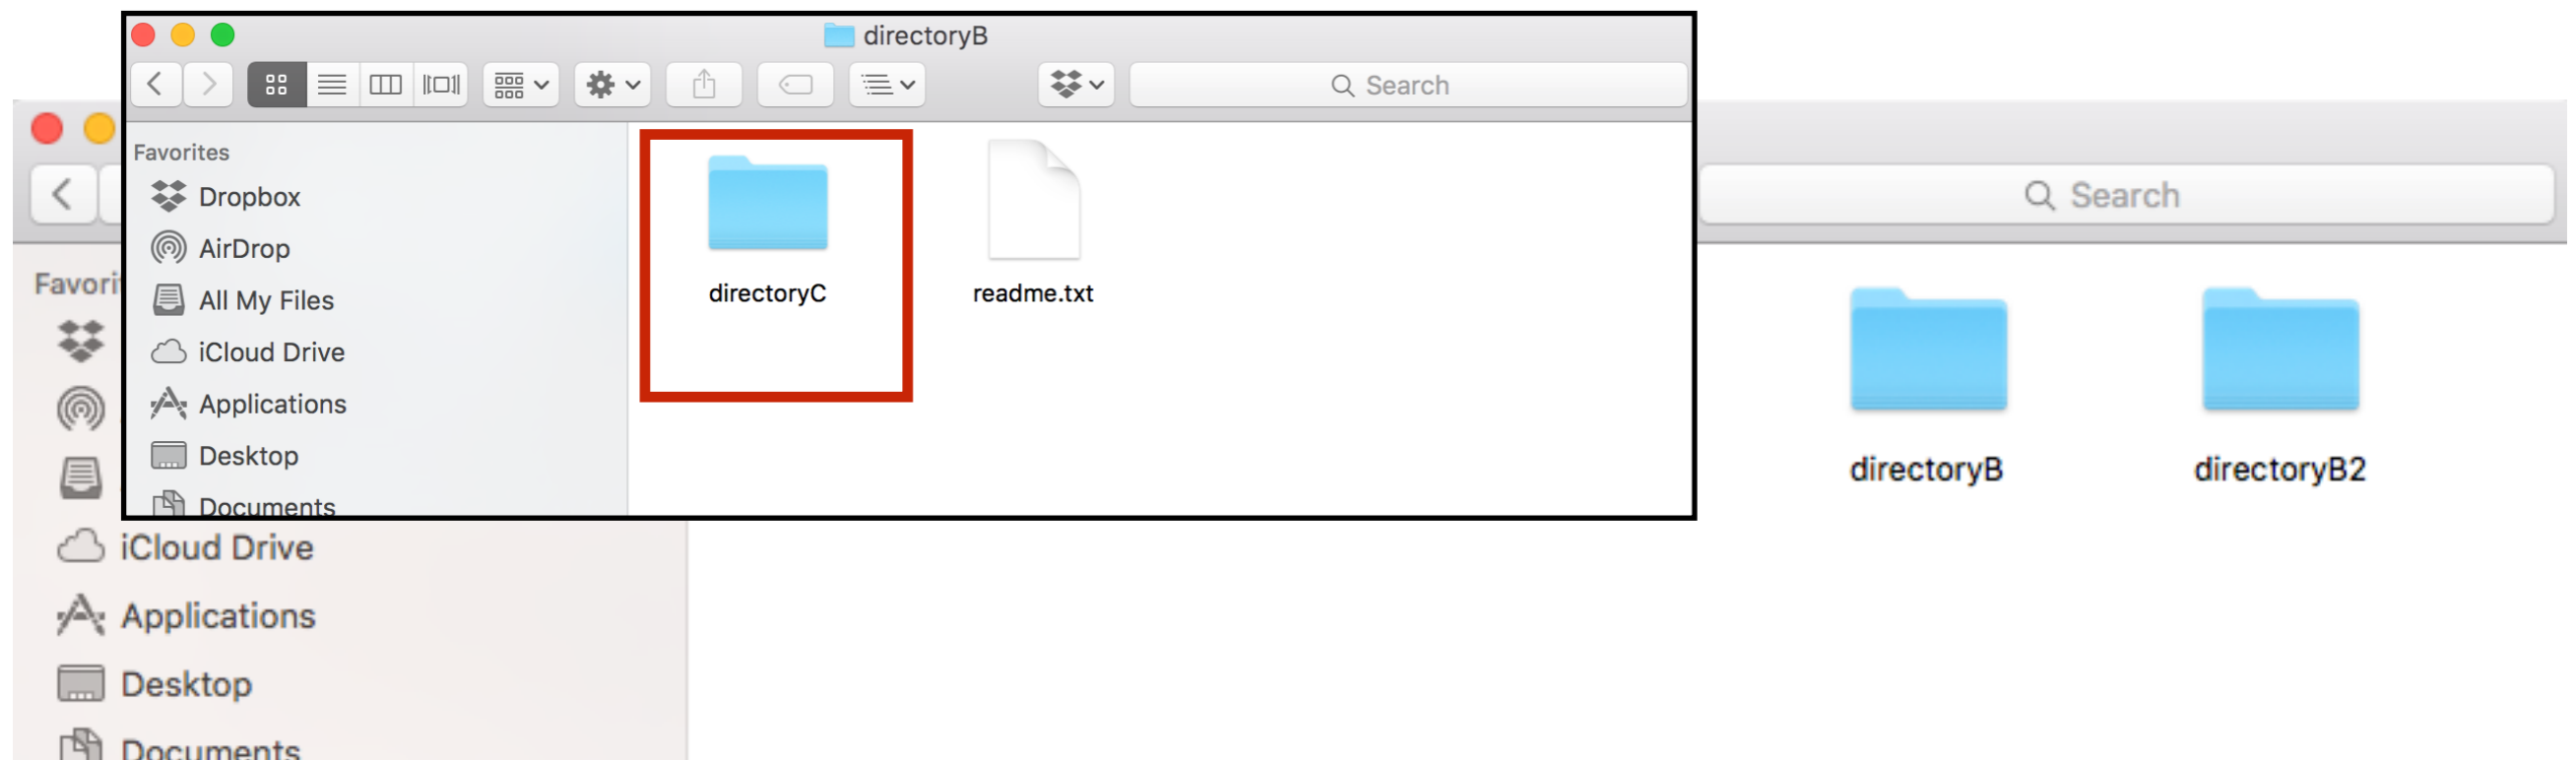 directoryB
Search
Favorites
Dropbox
AirDrop
All My Files
iCloud Drive
Applications
Desktop
Documents
directoryC
readme.txt
Search
Favori
iCloud Drive
Applications
Desktop
Documents
directoryB
directoryB2